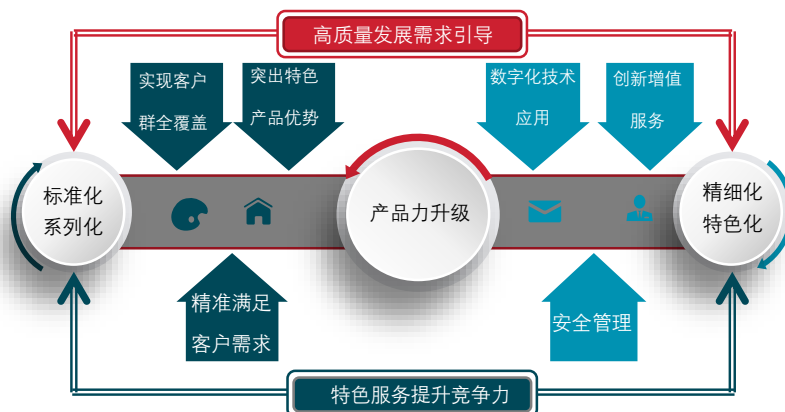 高质量发展需求引导
实现客户
群全覆盖
突出特色
产品优势
数字化技术
应用
创新增值
服务
标准化
系列化
产品力升级
精细化
特色化
精准满足
客户需求
安全管理
特色服务提升竞争力